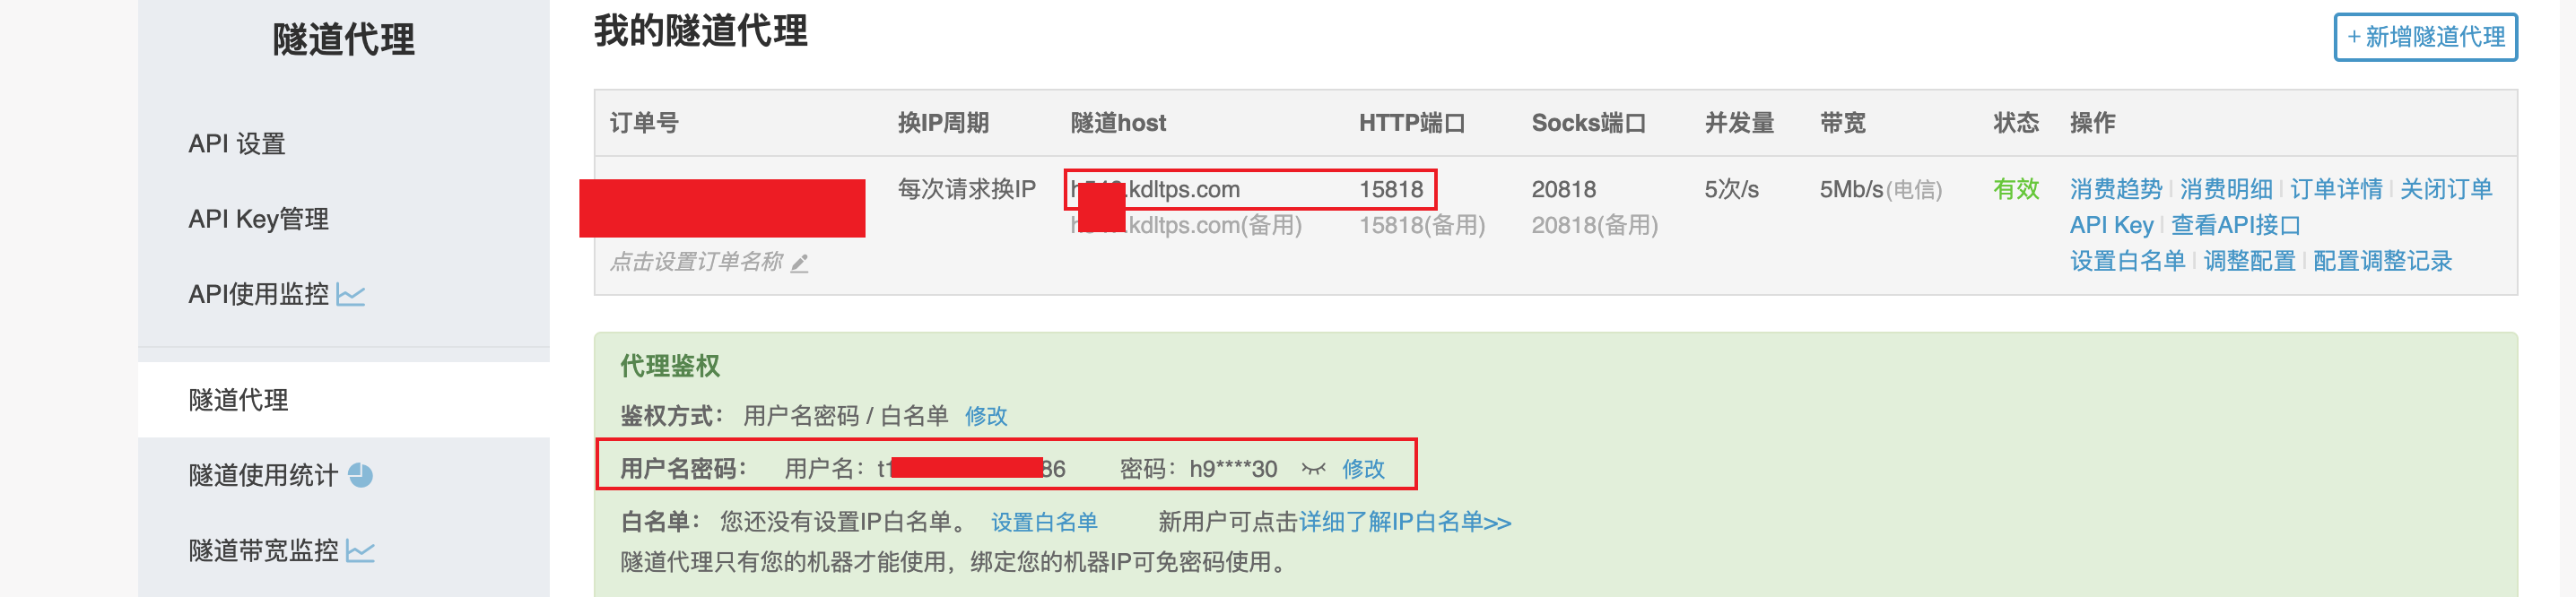 隧道代理
API 设置
API Key管理
API使用监控
隧道代理
隧道使用统计
隧道带宽监控
我的隧道代理
+ 新增隧道代理
订单号 换IP周期 隧道host HTTP端口 Socks端口 并发量 带宽 状态 操作
每次请求换IP .kdltps.com 15818 20818 5次/s 5Mb/s(电信) 有效 消费趋势 消费明细 订单详情 关闭订单
.kdltps.com(备用) 15818(备用) 20818(备用) API Key 查看API接口
点击设置订单名称 设置白名单 调整配置 配置调整记录
代理鉴权
鉴权方式： 用户名密码 / 白名单 修改
用户名密码： 用户名： 86 密码：h9****30 修改
白名单： 您还没有设置IP白名单。 设置白名单 新用户可点击详细了解IP白名单>>
隧道代理只有您的机器才能使用，绑定您的机器IP可免密码使用。